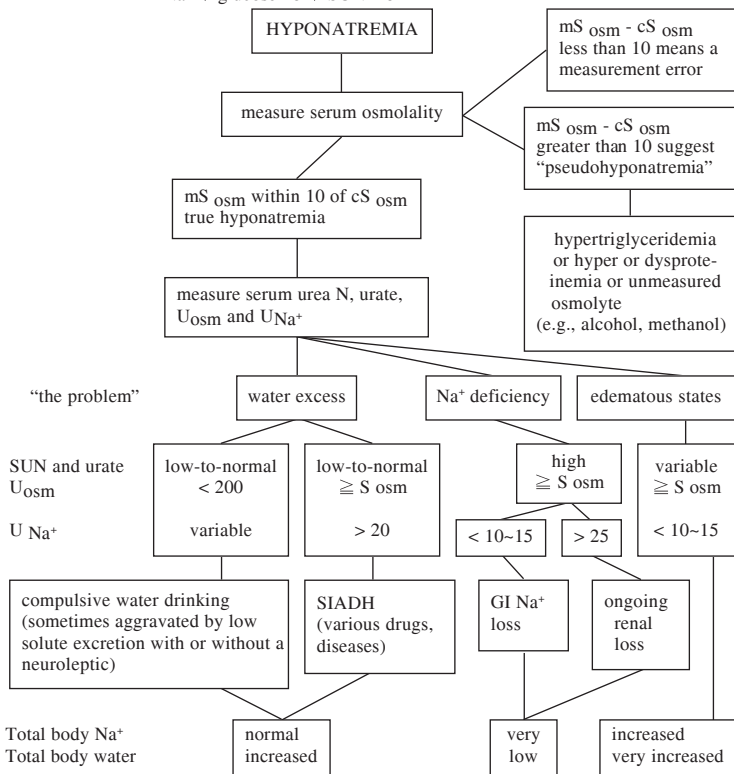 HYPONATREMIA
mS osm - cS osm
less than 10 means a
measurement error
measure serum osmolality
mS osm - cS osm
greater than 10 suggest
“pseudohyponatremia”
mS osm within 10 of cS osm
true hyponatremia
hypertriglyceridemia
or hyper or dysprote-
inemia or unmeasured
osmolyte
(e.g., alcohol, methanol)
measure serum urea N, urate,
Uosm and UNa+
“the problem”
water excess
Na+ deficiency
edematous states
SUN and urate
Uosm
U Na+
low-to-normal
< 200
variable
low-to-normal
≧ S osm
> 20
high
≧ S osm
< 10~15
> 25
variable
≧ S osm
< 10~15
compulsive water drinking
(sometimes aggravated by low
solute excretion with or without a
neuroleptic)
SIADH
(various drugs,
diseases)
GI Na+
loss
ongoing
renal
loss
Total body Na+
Total body water
normal
increased
very
low
increased
very increased